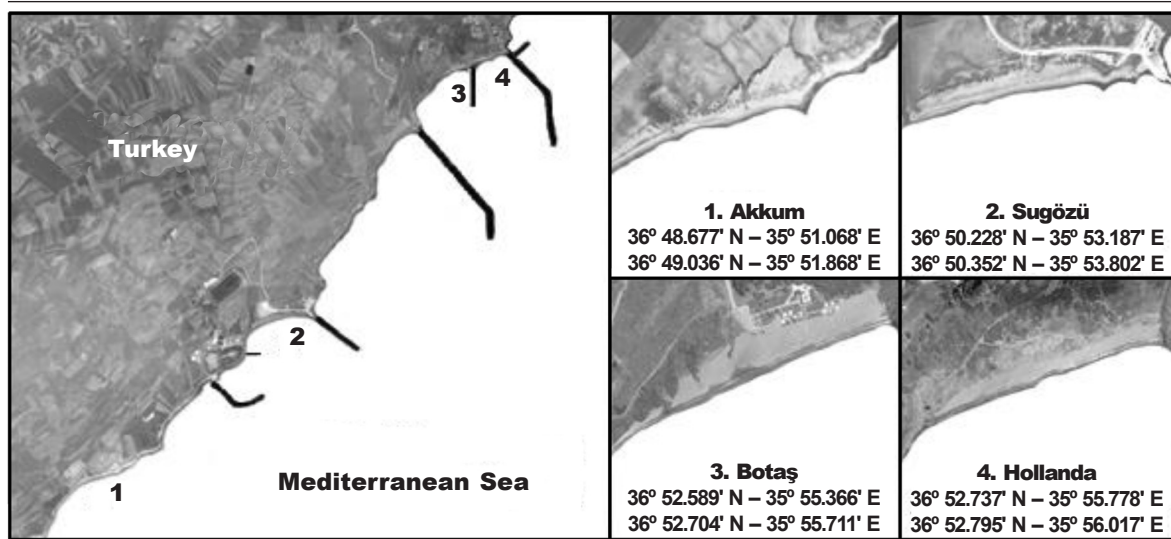 Turkey
1
2
3
4
Mediterranean Sea
1. Akkum
36º 48.677' N – 35º 51.068' E
36º 49.036' N – 35º 51.868' E
2. Sugözü
36º 50.228' N – 35º 53.187' E
36º 50.352' N – 35º 53.802' E
3. Botaş
36º 52.589' N – 35º 55.366' E
36º 52.704' N – 35º 55.711' E
4. Hollanda
36º 52.737' N – 35º 55.778' E
36º 52.795' N – 35º 56.017' E